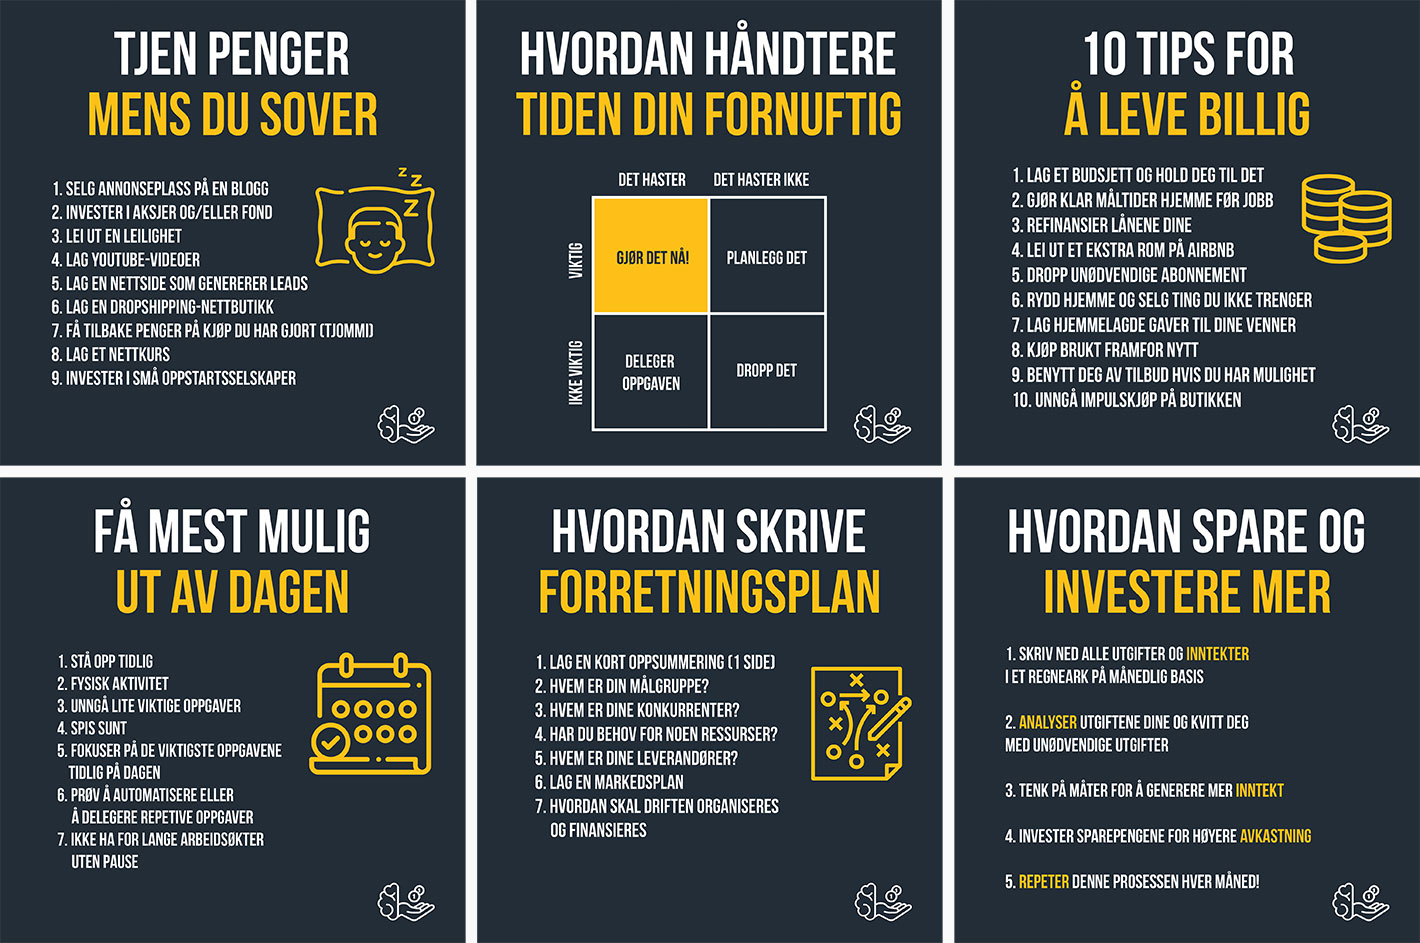 TJEN PENGER
MENS DU SOVER
1. SELG ANNONSEPLASS PÅ EN BLOGG
2. INVESTER I AKSJER OG/ELLER FOND
3. LEI UT EN LEILIGHET
4. LAG YOUTUBE-VIDEOER
5. LAG EN NETTSIDE SOM GENERERER LEADS
6. LAG EN DROPSHIPPING-NETTBUTIKK
7. FÅ TILBAKE PENGER PÅ KJØP DU HAR GJORT (TJOMMI)
8. LAG ET NETTKURS
9. INVESTER I SMÅ OPPSTARTSSELSKAPER
Z Z
Z
HVORDAN HÅNDTERE
TIDEN DIN FORNUFTIG
DET HASTER DET HASTER IKKE
VIKTIG
GJØR DET NÅ! PLANLEGG DET
IKKE VIKTIG
DELEGER
OPPGAVEN
DROPP DET
10 TIPS FOR
Å LEVE BILLIG
1. LAG ET BUDSJETT OG HOLD DEG TIL DET
2. GJØR KLAR MÅLTIDER HJEMME FØR JOBB
3. REFINANSIER LÅNENE DINE
4. LEI UT ET EKSTRA ROM PÅ AIRBNB
5. DROPP UNØDVENDIGE ABONNEMENT
6. RYDD HJEMME OG SELG TING DU IKKE TRENGER
7. LAG HJEMMELAGDE GAVER TIL DINE VENNER
8. KJØP BRUKT FRAMFOR NYTT
9. BENYTT DEG AV TILBUD HVIS DU HAR MULIGHET
10. UNNGÅ IMPULSKJØP PÅ BUTIKKEN
FÅ MEST MULIG
UT AV DAGEN
1. STÅ OPP TIDLIG
2. FYSISK AKTIVITET
3. UNNGÅ LITE VIKTIGE OPPGAVER
4. SPIS SUNT
5. FOKUSER PÅ DE VIKTIGSTE OPPGAVENE
TIDLIG PÅ DAGEN
6. PRØV Å AUTOMATISERE ELLER
Å DELEGERE REPETIVE OPPGAVER
7. IKKE HA FOR LANGE ARBEIDSØKTER
UTEN PAUSE
HVORDAN SKRIVE
FORRETNINGSPLAN
1. LAG EN KORT OPPSUMMERING (1 SIDE)
2. HVEM ER DIN MÅLGRUPPE?
3. HVEM ER DINE KONKURRENTER?
4. HAR DU BEHOV FOR NOEN RESSURSER?
5. HVEM ER DINE LEVERANDØRER?
6. LAG EN MARKEDSPLAN
7. HVORDAN SKAL DRIFTEN ORGANISERES
OG FINANSIERES
HVORDAN SPARE OG
INVESTERE MER
1. SKRIV NED ALLE UTGIFTER OG INNTEKTER
I ET REGNEARK PÅ MÅNEDLIG BASIS
2. ANALYSER UTGIFTENE DINE OG KVITT DEG
MED UNØDVENDIGE UTGIFTER
3. TENK PÅ MÅTER FOR Å GENERERE MER INNTEKT
4. INVESTER SPAREPENGENE FOR HØYERE AVKASTNING
5. REPETER DENNE PROSESSEN HVER MÅNED!